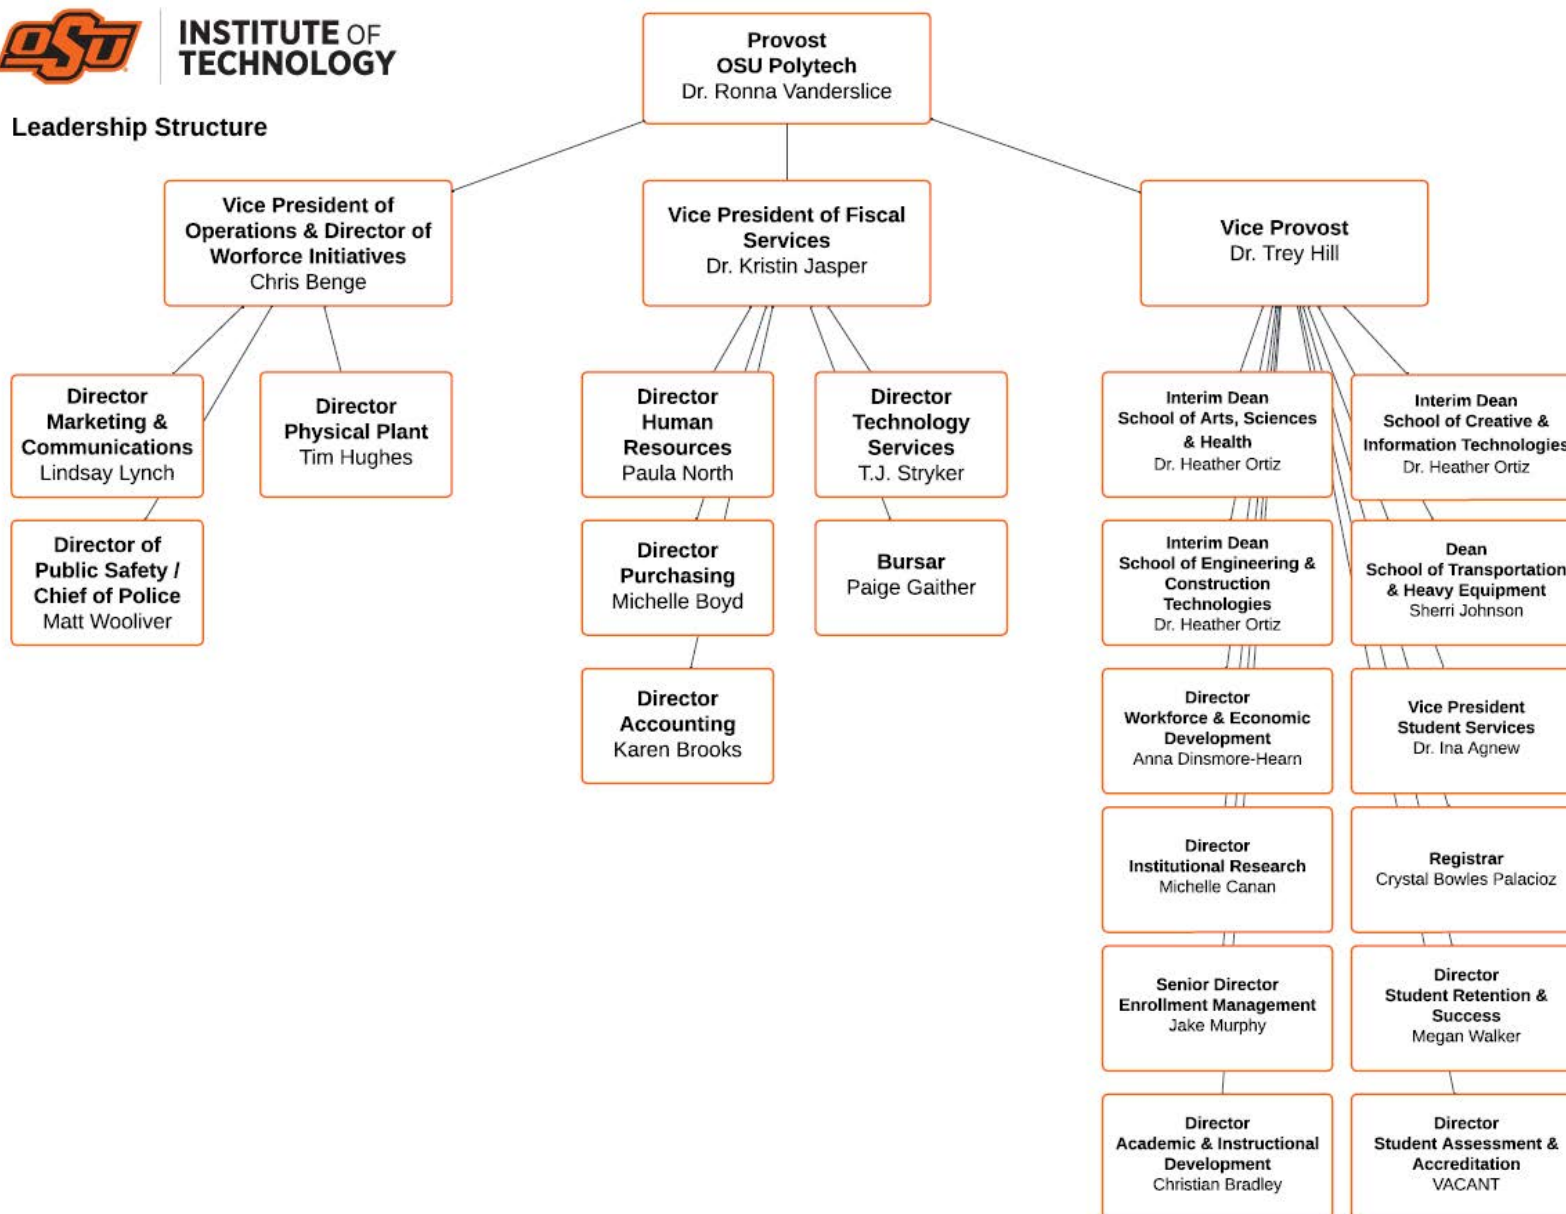 OSU
INSTITUTE OF
TECHNOLOGY
Leadership Structure
Provost
OSU Polytech
Dr. Ronna Vanderslice
Vice President of
Operations & Director of
Worforce Initiatives
Chris Benge
Vice President of Fiscal
Services
Dr. Kristin Jasper
Vice Provost
Dr. Trey Hill
Director
Marketing &
Communications
Lindsay Lynch
Director
Physical Plant
Tim Hughes
Director of
Public Safety /
Chief of Police
Matt Wooliver
Director
Human
Resources
Paula North
Director
Technology
Services
T.J. Stryker
Director
Purchasing
Michelle Boyd
Bursar
Paige Gaither
Director
Accounting
Karen Brooks
Interim Dean
School of Arts, Sciences
& Health
Dr. Heather Ortiz
Interim Dean
School of Creative &
Information Technologies
Dr. Heather Ortiz
Interim Dean
School of Engineering &
Construction
Technologies
Dr. Heather Ortiz
Dean
School of Transportation
& Heavy Equipment
Sherri Johnson
Director
Workforce & Economic
Development
Anna Dinsmore-Hearn
Vice President
Student Services
Dr. Ina Agnew
Director
Institutional Research
Michelle Canan
Registrar
Crystal Bowles Palacioz
Senior Director
Enrollment Management
Jake Murphy
Director
Student Retention &
Success
Megan Walker
Director
Academic & Instructional
Development
Christian Bradley
Director
Student Assessment &
Accreditation
VACANT